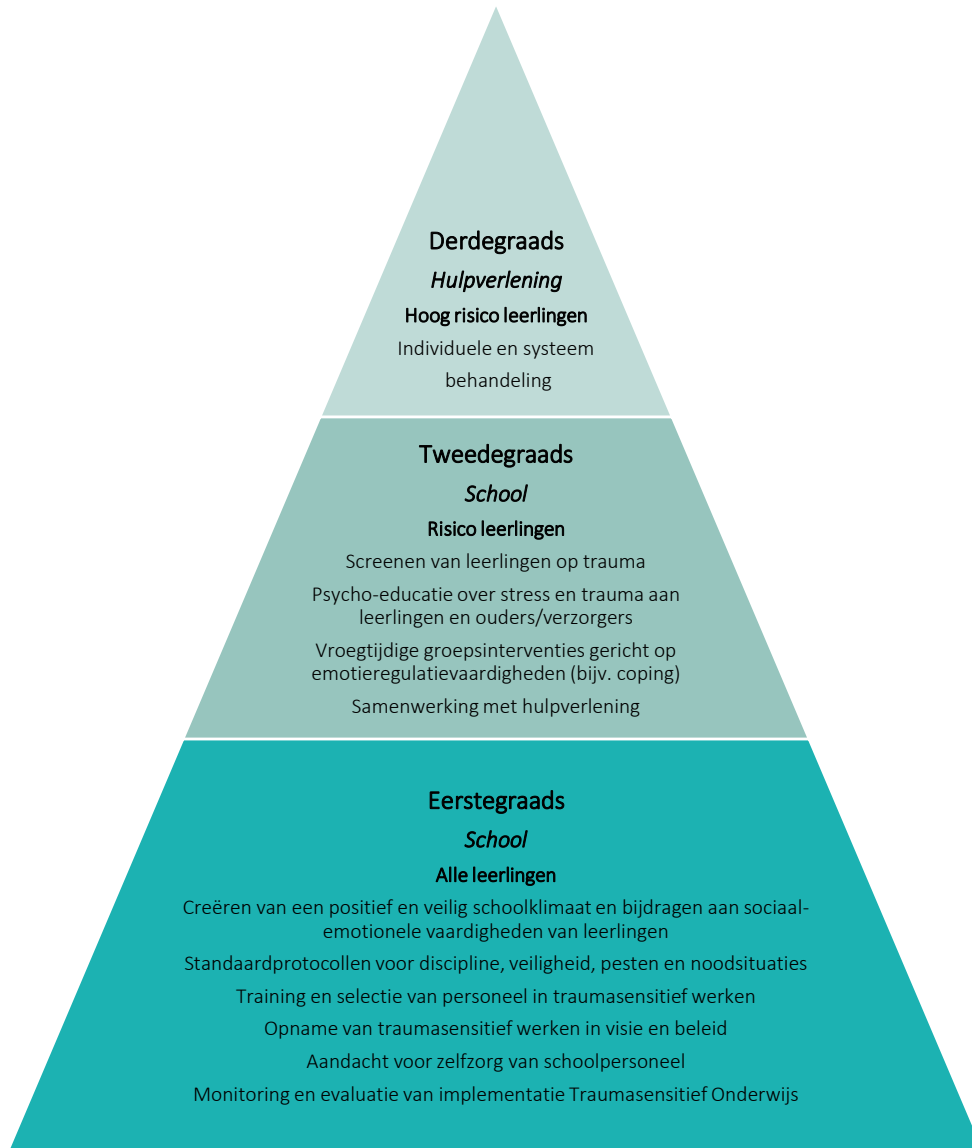 Derdegraads
Hulpverlening
Hoog risico leerlingen
Individuele en systeem
behandeling
Tweedegraads
School
Risico leerlingen
Screenen van leerlingen op trauma
Psycho-educatie over stress en trauma aan
leerlingen en ouders/verzorgers
Vroegtijdige groepsinterventies gericht op
emotieregulatievaardigheden (bijv. coping)
Samenwerking met hulpverlening
Eerstegraads
School
Alle leerlingen
Creëren van een positief en veilig schoolklimaat en bijdragen aan sociaal-
emotionele vaardigheden van leerlingen
Standaardprotocollen voor discipline, veiligheid, pesten en noodsituaties
Training en selectie van personeel in traumasensitief werken
Opname van traumasensitief werken in visie en beleid
Aandacht voor zelfzorg van schoolpersoneel
Monitoring en evaluatie van implementatie Traumasensitief Onderwijs